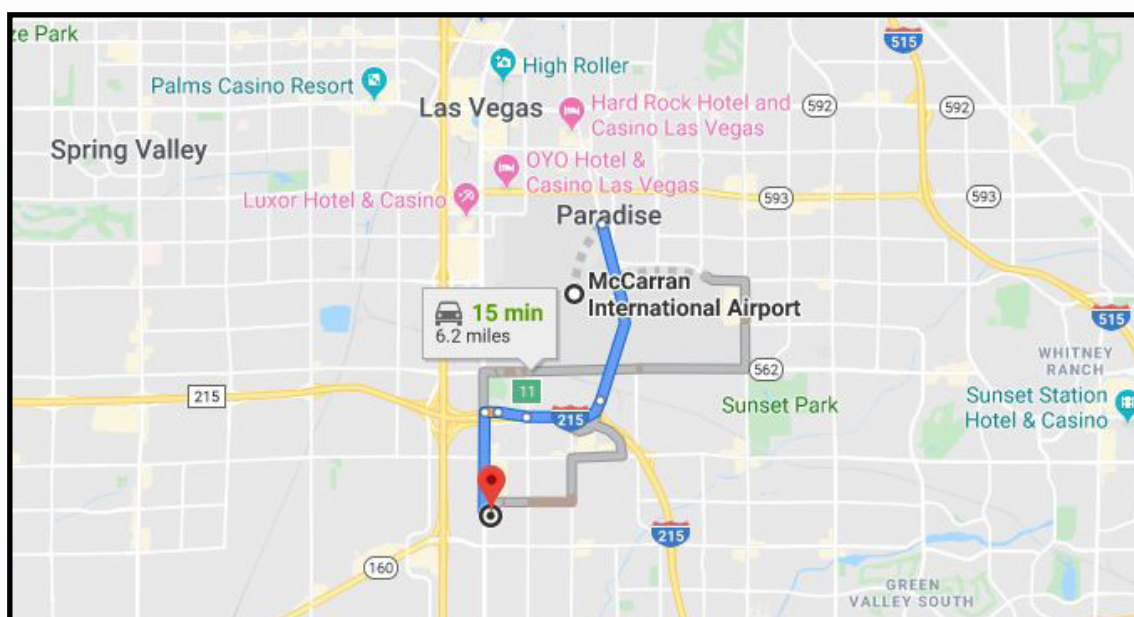 ze Park
515
Palms Casino Resort
High Roller
592
592
Las Vegas
Hard Rock Hotel and
Casino Las Vegas
Spring Valley
OYO Hotel &
Casino Las Vegas
593
593
Luxor Hotel & Casino
Paradise
McCarran
International Airport
15 min
6.2 miles
515
WHITNEY
RANCH
562
11
215
215
Sunset Park
Sunset Station
Hotel & Casino
215
160
GREEN
VALLEY SOUTH